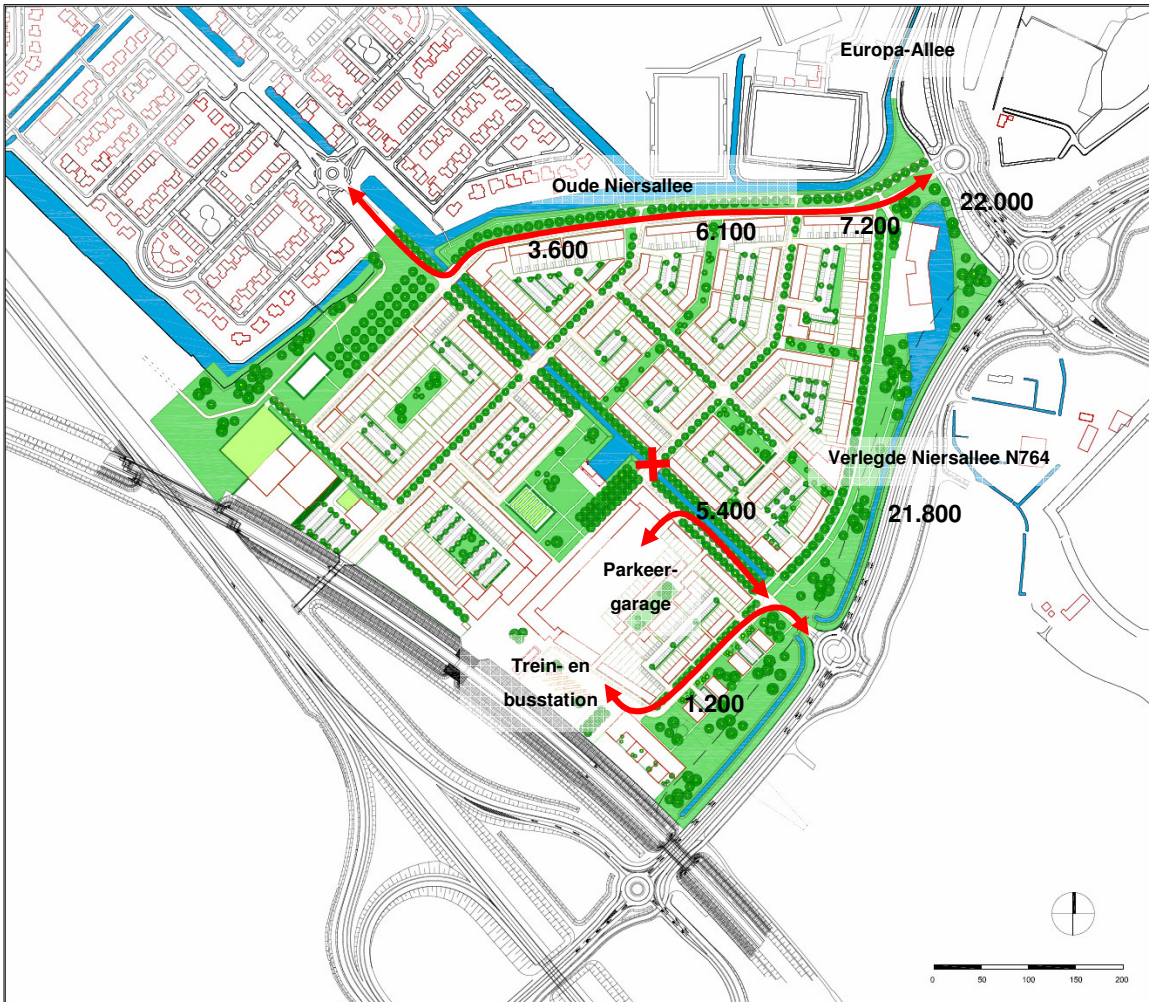 Europa-Allee
Oude Niersallee
22.000
7.200
6.100
3.600
Verlegde Niersallee N764
5.400
21.800
Parkeer-
garage
Trein- en
busstation
1.200
0 50 100 150 200